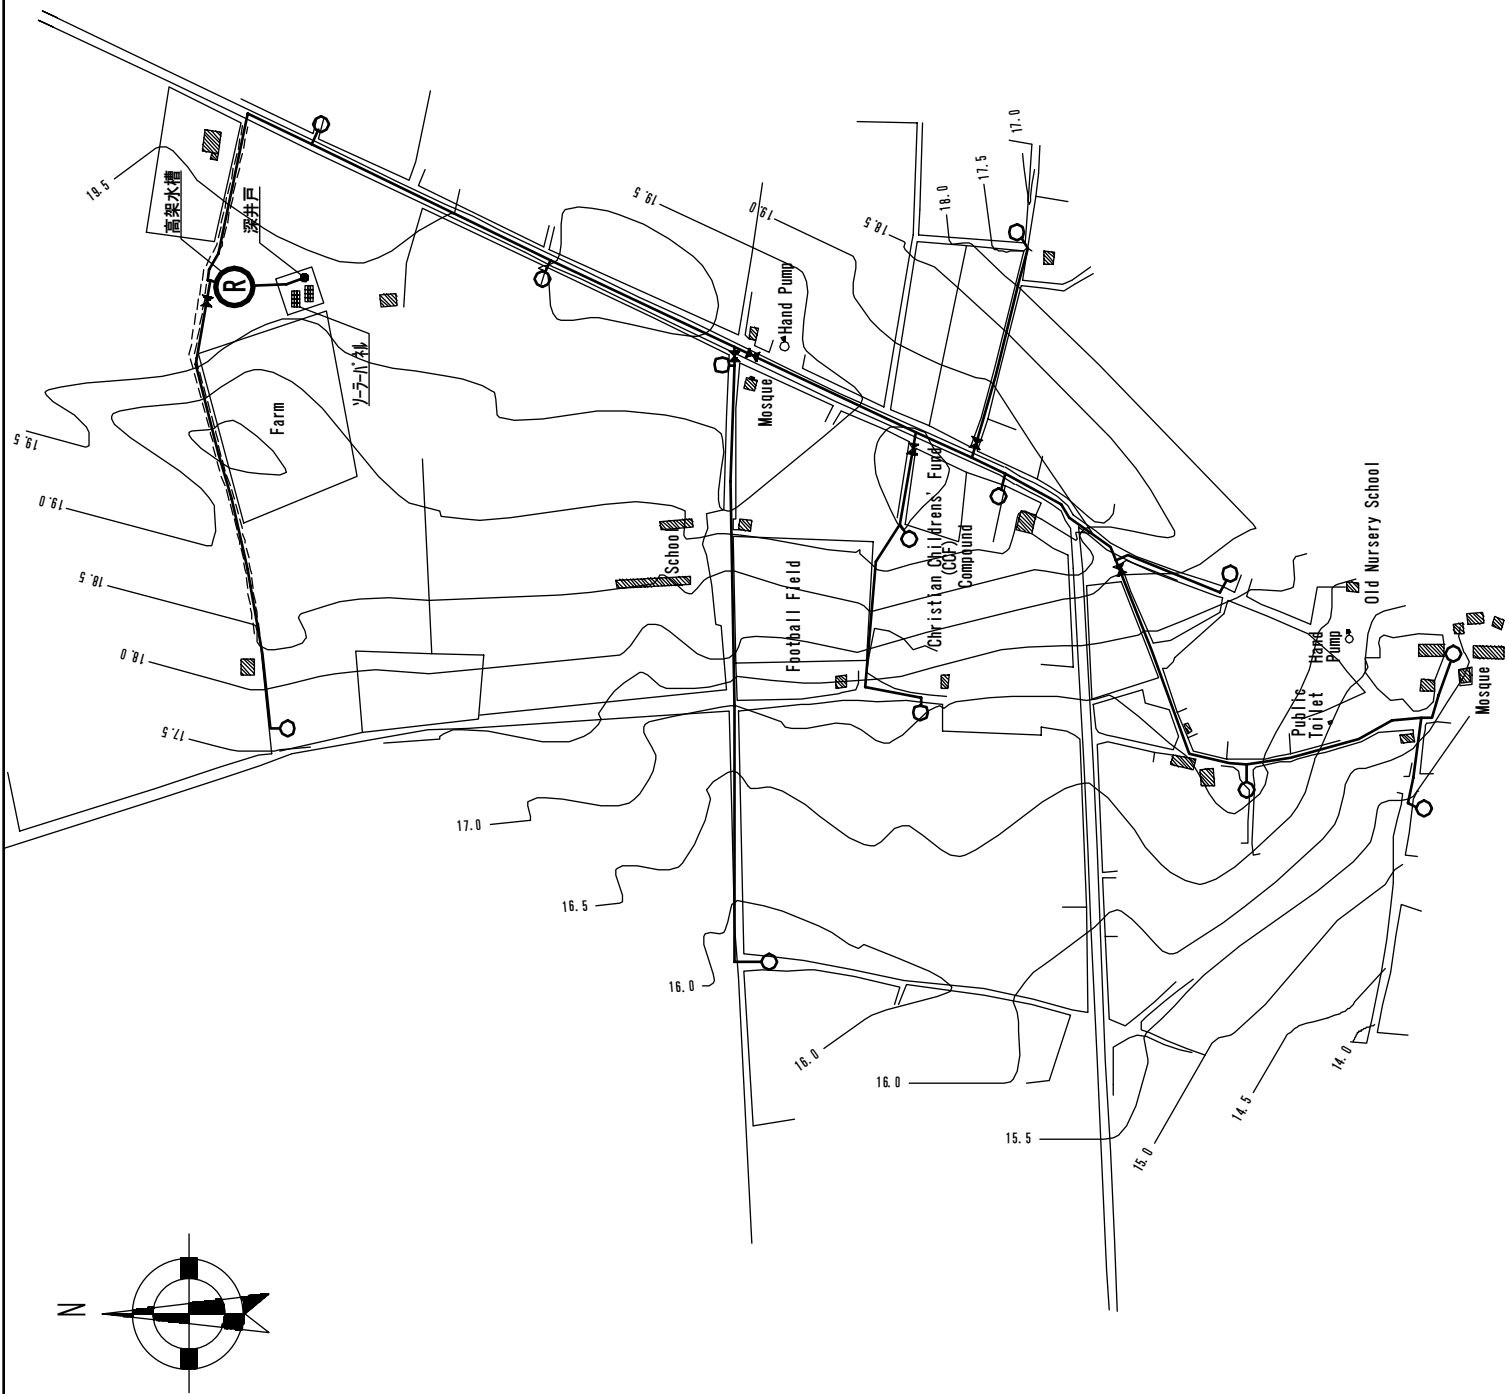 17.0
17.5
18.0
18.5
19.0
19.5
19.5
高架水槽
深井戸
R
ソーラーパネル
Hand Pump
Mosque
Farm
19.5
19.0
18.5
18.0
17.5
School
Football Field
Christian Childrens' Fund
(CCF)
Compound
Old Nursery School
Hand
Pump
Public
Toilet
Mosque
17.0
16.5
16.0
16.0
16.0
15.5
15.0
14.5
14.0
N